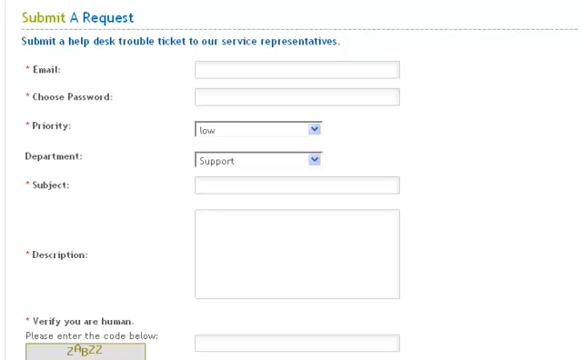 Submit A Request
Submit a help desk trouble ticket to our service representatives.
* Email:
* Choose Password:
* Priority:
low
Department:
Support
* Subject:
* Description:
* Verify you are human.
Please enter the code below:
ZABZZ